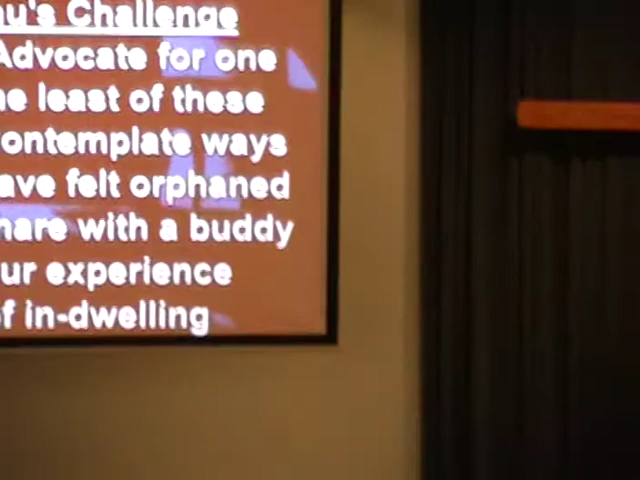 u's Challenge
Advocate for one
e least of these
ontemplate ways
ave felt orphaned
hare with a buddy
ur experience
of in-dwelling